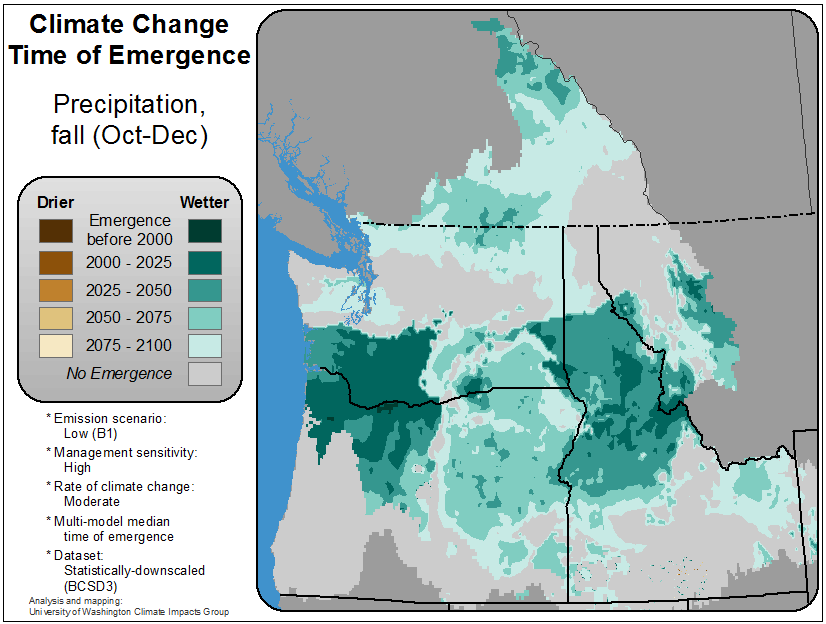 Climate Change
Time of Emergence
Precipitation,
fall (Oct-Dec)
Drier Wetter
Emergence
before 2000
2000 - 2025
2025 - 2050
2050 - 2075
2075 - 2100
No Emergence
* Emission scenario:
Low (B1)
* Management sensitivity:
High
* Rate of climate change:
Moderate
* Multi-model median
time of emergence
* Dataset:
Statistically-downscaled
(BCSD3)
Analysis and mapping:
University of Washington Climate Impacts Group